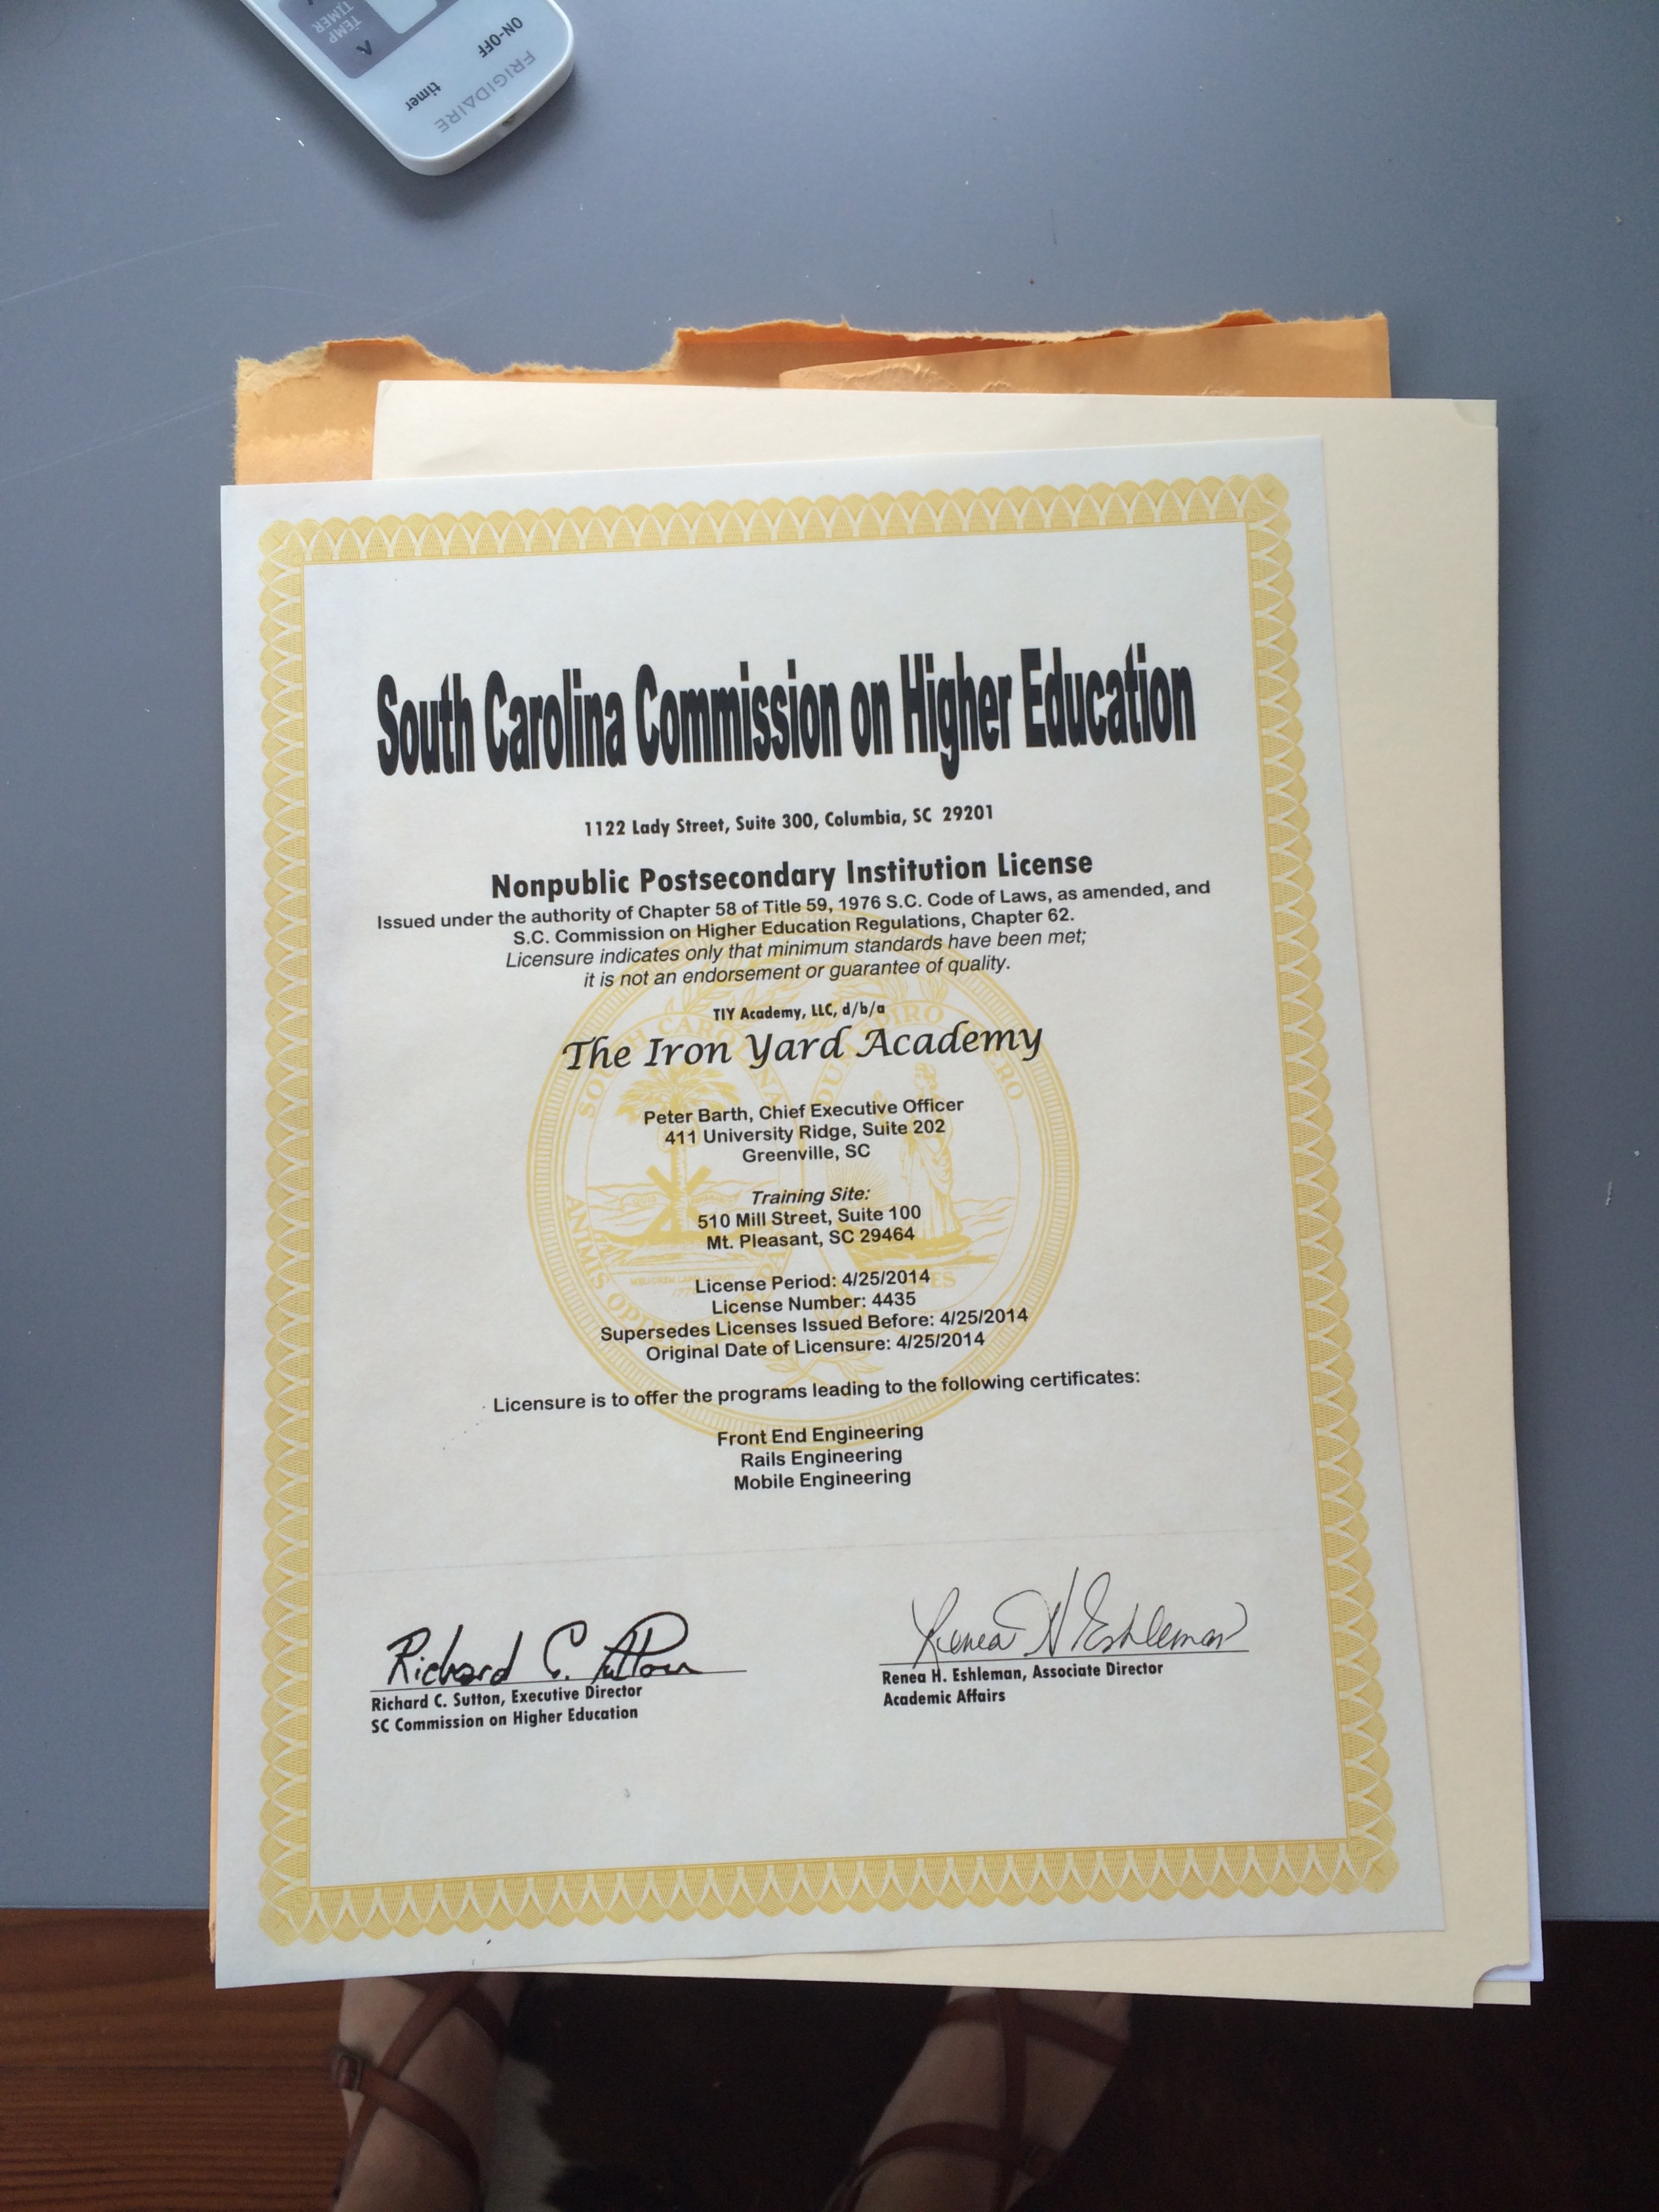 TEMP
TIMER
ON-OFF
timer
FRIGIDAIRE
South Carolina Commission on Higher Education
1122 Lady Street, Suite 300, Columbia, SC 29201
Nonpublic Postsecondary Institution License
Issued under the authority of Chapter 58 of Title 59, 1976 S.C. Code of Laws, as amended, and
S.C. Commission on Higher Education Regulations, Chapter 62.
Licensure indicates only that minimum standards have been met;
it is not an endorsement or guarantee of quality.
TIY Academy, LLC, d/b/a
The Iron Yard Academy
Peter Barth, Chief Executive Officer
411 University Ridge, Suite 202
Greenville, SC
Training Site:
510 Mill Street, Suite 100
Mt. Pleasant, SC 29464
License Period: 4/25/2014
License Number: 4435
Supersedes Licenses Issued Before: 4/25/2014
Original Date of Licensure: 4/25/2014
Licensure is to offer the programs leading to the following certificates:
Front End Engineering
Rails Engineering
Mobile Engineering
Richard C. Sutton
Richard C. Sutton, Executive Director
SC Commission on Higher Education
Renea H Eshleman
Renea H. Eshleman, Associate Director
Academic Affairs